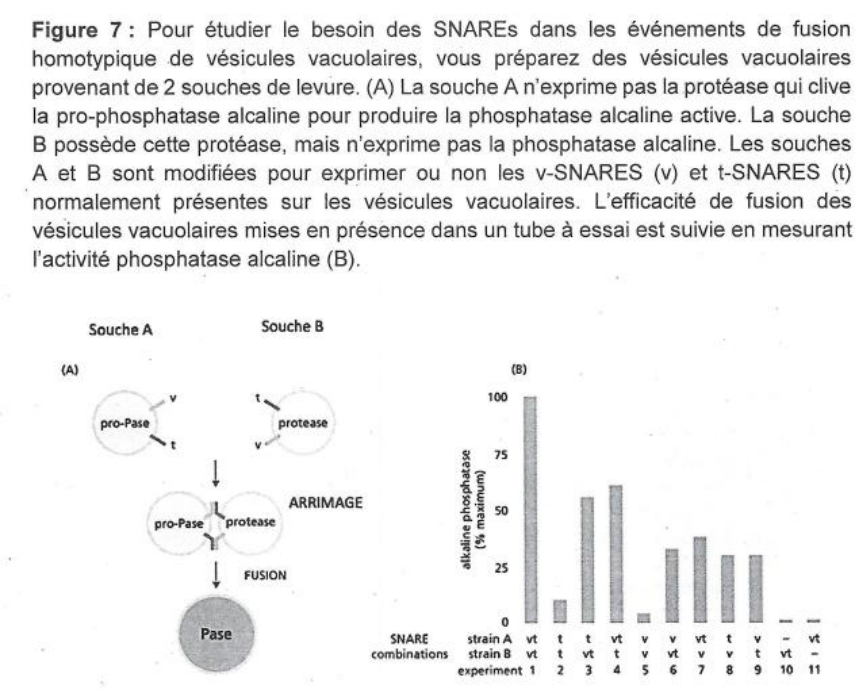 Figure 7 : Pour étudier le besoin des SNAREs dans les événements de fusion
homotypique de vésicules vacuolaires, vous préparez des vésicules vacuolaires
provenant de 2 souches de levure. (A) La souche A n'exprime pas la protéase qui clive
la pro-phosphatase alcaline pour produire la phosphatase alcaline active. La souche
B possède cette protéase, mais n'exprime pas la phosphatase alcaline. Les souches
A et B sont modifiées pour exprimer ou non les v-SNARES (v) et t-SNARES (t)
normalement présentes sur les vésicules vacuolaires. L'efficacité de fusion des
vésicules vacuolaires mises en présence dans un tube à essai est suivie en mesurant
l'activité phosphatase alcaline (B).
Souche A
Souche B
(A)
v
t
pro-Pase
t
v
protease
ARRIMAGE
pro-Pase
protease
FUSION
Pase
(B)
alkaline phosphatase
(% maximum)
100
75
50
25
0
SNARE
combinations
strain A vt t t vt v v vt t v – vt
strain B vt t vt t v vt v v t vt –
experiment 1 2 3 4 5 6 7 8 9 10 11